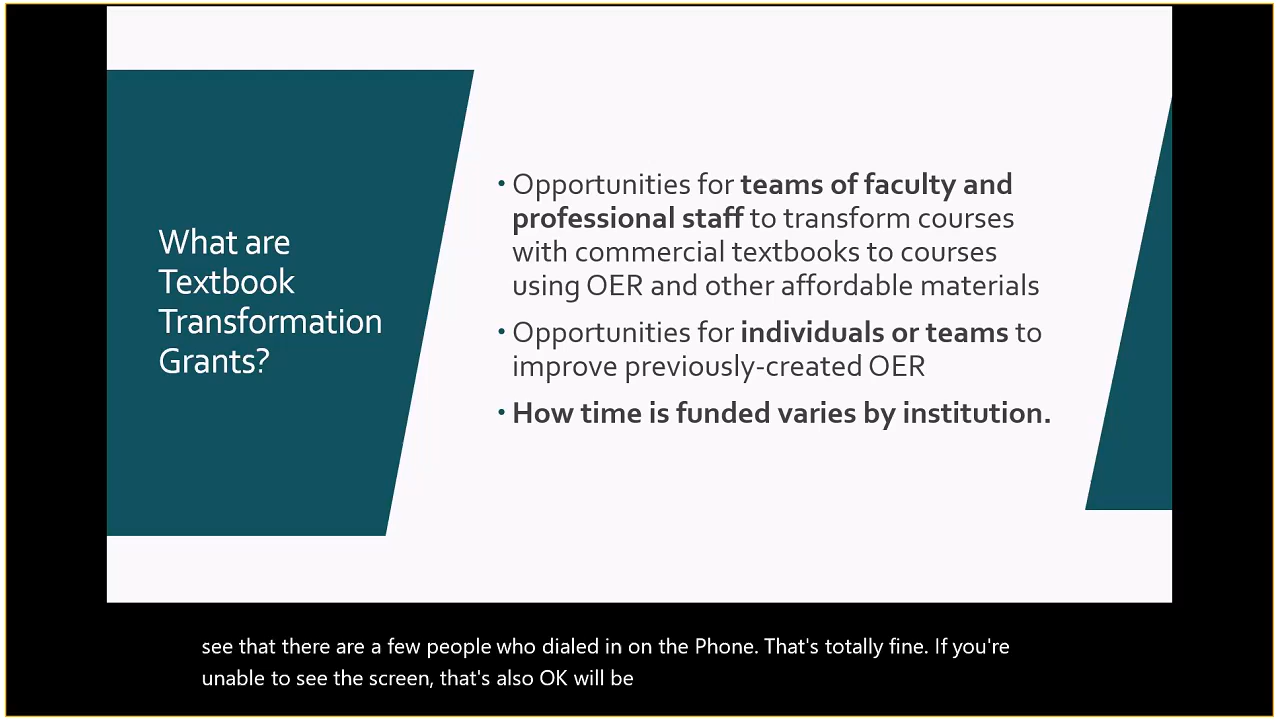 What are
Textbook
Transformation
Grants?
• Opportunities for teams of faculty and
professional staff to transform courses
with commercial textbooks to courses
using OER and other affordable materials
• Opportunities for individuals or teams to
improve previously-created OER
• How time is funded varies by institution.
see that there are a few people who dialed in on the Phone. That's totally fine. If you're
unable to see the screen, that's also OK will be